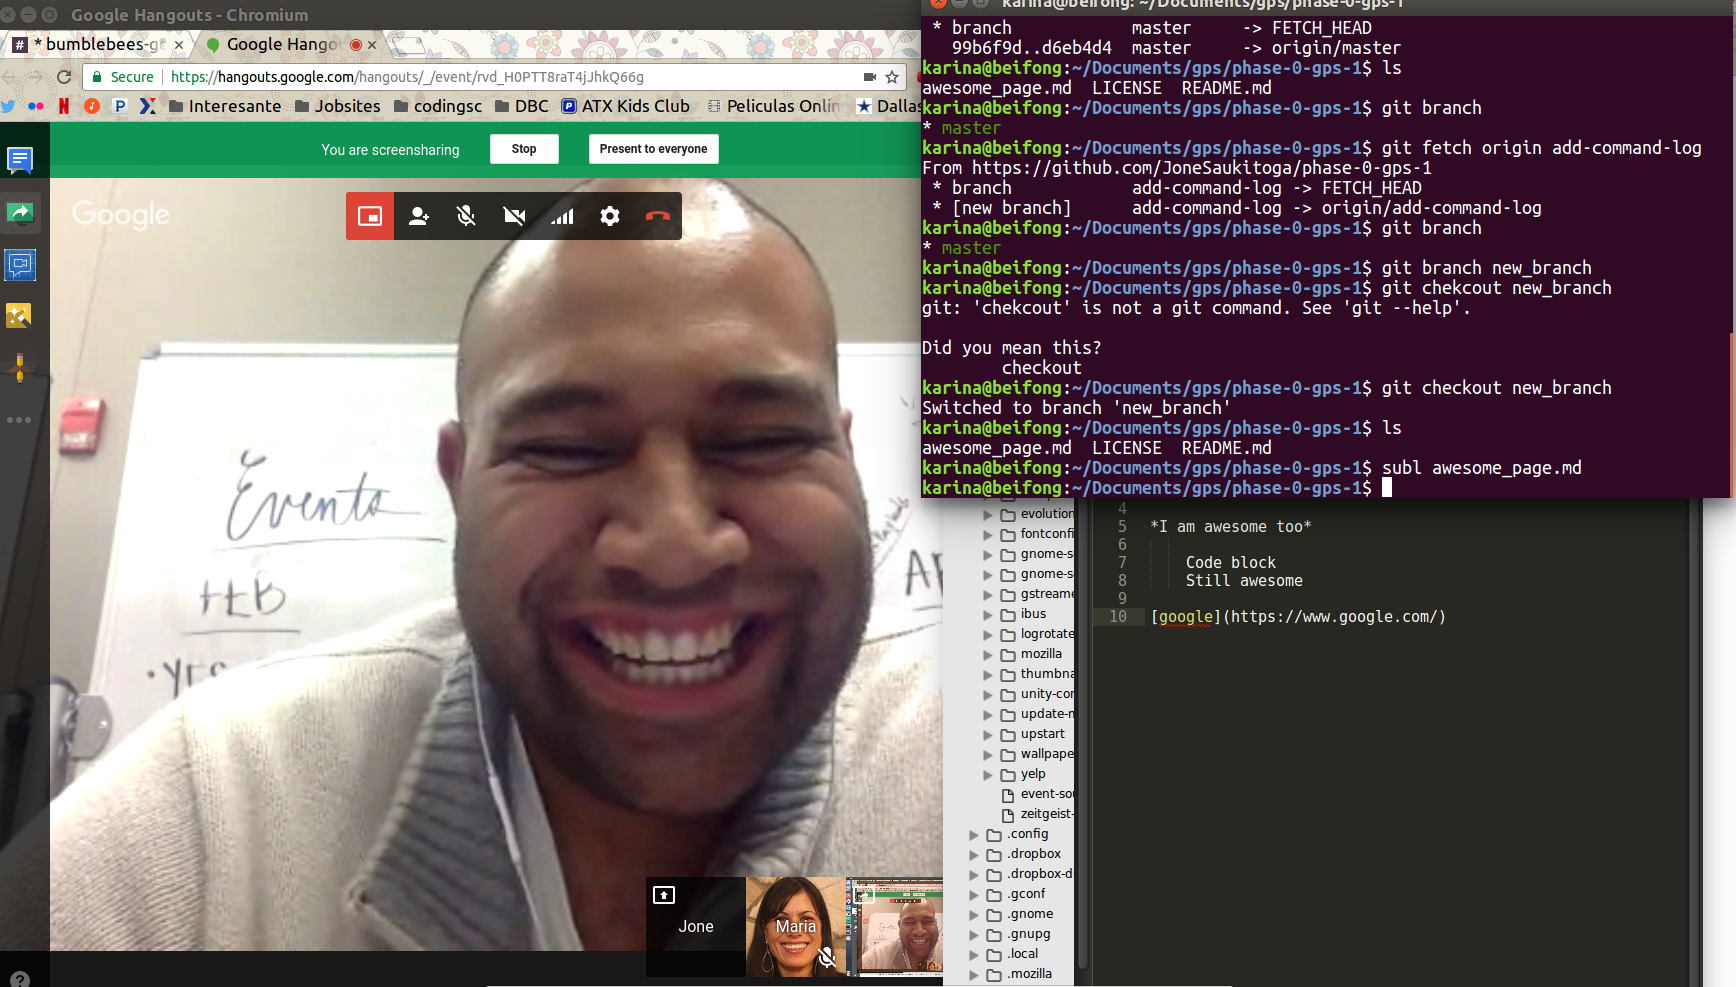 Google Hangouts - Chromium
* bumblebees-g
Google Hango
Secure
https://hangouts.google.com/hangouts/_/event/rvd_H0PTT8raT4jJhkQ66g
Interesante
Jobsites
codingsc
DBC
ATX Kids Club
Peliculas Onlin
Dallas
You are screensharing
Stop
Present to everyone
Google
Events
HEB
• YES
Jone
Maria
karina@beifong: ~/Documents/gps/phase-0-gps-1
 * branch            master     -> FETCH_HEAD
   99b6f9d..d6eb4d4  master     -> origin/master
karina@beifong:~/Documents/gps/phase-0-gps-1$ ls
awesome_page.md  LICENSE  README.md
karina@beifong:~/Documents/gps/phase-0-gps-1$ git branch
* master
karina@beifong:~/Documents/gps/phase-0-gps-1$ git fetch origin add-command-log
From https://github.com/JoneSaukitoga/phase-0-gps-1
 * branch            add-command-log -> FETCH_HEAD
 * [new branch]      add-command-log -> origin/add-command-log
karina@beifong:~/Documents/gps/phase-0-gps-1$ git branch
* master
karina@beifong:~/Documents/gps/phase-0-gps-1$ git branch new_branch
karina@beifong:~/Documents/gps/phase-0-gps-1$ git chekcout new_branch
git: 'chekcout' is not a git command. See 'git --help'.
Did you mean this?
        checkout
karina@beifong:~/Documents/gps/phase-0-gps-1$ git checkout new_branch
Switched to branch 'new_branch'
karina@beifong:~/Documents/gps/phase-0-gps-1$ ls
awesome_page.md  LICENSE  README.md
karina@beifong:~/Documents/gps/phase-0-gps-1$ subl awesome_page.md
karina@beifong:~/Documents/gps/phase-0-gps-1$
evolution
fontconfi
gnome-s
gnome-s
gstreame
ibus
logrotate
mozilla
thumbna
unity-con
update-n
upstart
wallpape
yelp
event-sou
zeitgeist-
.config
.dropbox
.dropbox-d
.gconf
.gnome
.gnupg
.local
.mozilla
4
5 *I am awesome too*
6
7 Code block
8 Still awesome
9
10 [google](https://www.google.com/)